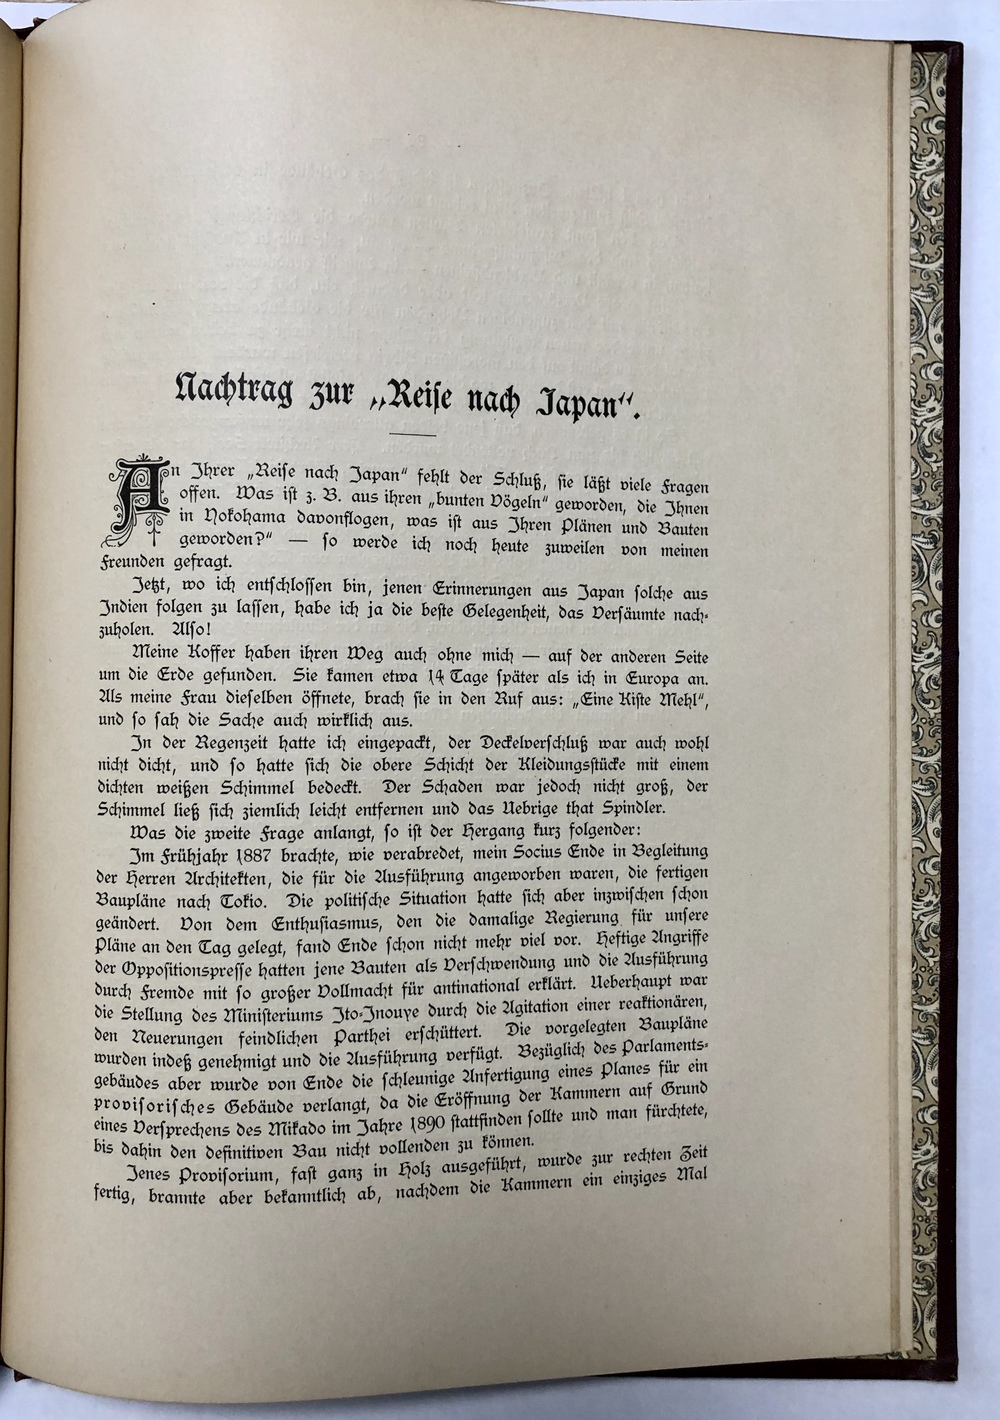 Nachtrag zur „Reise nach Japan“.
An Ihrer „Reise nach Japan“ fehlt der Schluß, sie läßt viele Fragen
offen. Was ist z. B. aus ihren „bunten Vögeln“ geworden, die Ihnen
in Yokohama davonflogen, was ist aus Ihren Plänen und Bauten
geworden?“ — so werde ich noch heute zuweilen von meinen
Freunden gefragt.
Jetzt, wo ich entschlossen bin, jenen Erinnerungen aus Japan solche aus
Indien folgen zu lassen, habe ich ja die beste Gelegenheit, das Versäumte nach-
zuholen. Also!
Meine Koffer haben ihren Weg auch ohne mich — auf der anderen Seite
um die Erde gefunden. Sie kamen etwa 14 Tage später als ich in Europa an.
Als meine Frau dieselben öffnete, brach sie in den Ruf aus: „Eine Kiste Mehl“,
und so sah die Sache auch wirklich aus.
In der Regenzeit hatte ich eingepackt, der Deckelverschluß war auch wohl
nicht dicht, und so hatte sich die obere Schicht der Kleidungsstücke mit einem
dichten weißen Schimmel bedeckt. Der Schaden war jedoch nicht groß, der
Schimmel ließ sich ziemlich leicht entfernen und das Uebrige that Spindler.
Was die zweite Frage anlangt, so ist der Hergang kurz folgender:
Im Frühjahr 1887 brachte, wie verabredet, mein Socius Ende in Begleitung
der Herren Architekten, die für die Ausführung angeworben waren, die fertigen
Baupläne nach Tokio. Die politische Situation hatte sich aber inzwischen schon
geändert. Von dem Enthusiasmus, den die damalige Regierung für unsere
Pläne an den Tag gelegt, fand Ende schon nicht mehr viel vor. Heftige Angriffe
der Oppositionspresse hatten jene Bauten als Verschwendung und die Ausführung
durch Fremde mit so großer Vollmacht für antinational erklärt. Ueberhaupt war
die Stellung des Ministeriums Ito-Inouye durch die Agitation einer reaktionären,
den Neuerungen feindlichen Parthei erschüttert. Die vorgelegten Baupläne
wurden indeß genehmigt und die Ausführung verfügt. Bezüglich des Parlaments-
gebäudes aber wurde von Ende die schleunige Anfertigung eines Planes für ein
provisorisches Gebäude verlangt, da die Eröffnung der Kammern auf Grund
eines Versprechens des Mikado im Jahre 1890 stattfinden sollte und man fürchtete,
bis dahin den definitiven Bau nicht vollenden zu können.
Jenes Provisorium, fast ganz in Holz ausgeführt, wurde zur rechten Zeit
fertig, brannte aber bekanntlich ab, nachdem die Kammern ein einziges Mal